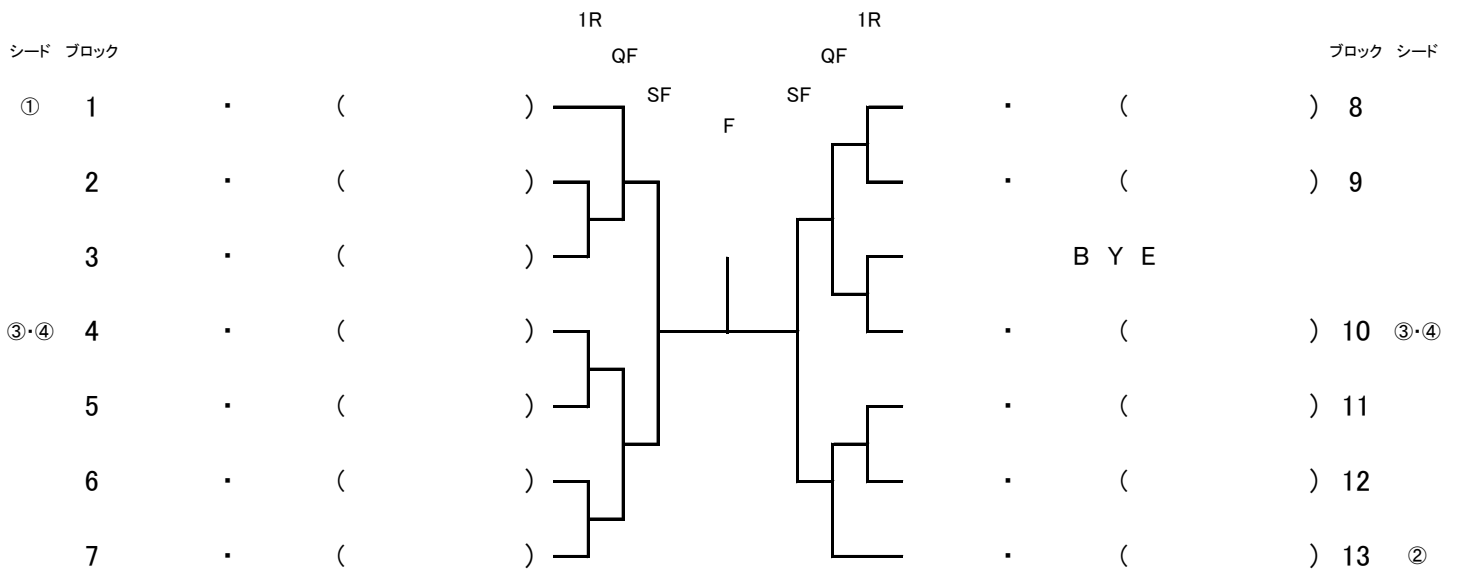 1R 1R
シード ブロック QF QF ブロック シード
SF SF
① 1 ・ ( ) ・ ( ) 8
F
2 ・ ( ) ・ ( ) 9
3 ・ ( ) B Y E
③・④ 4 ・ ( ) ・ ( ) 10 ③・④
5 ・ ( ) ・ ( ) 11
6 ・ ( ) ・ ( ) 12
7 ・ ( ) ・ ( ) 13 ②